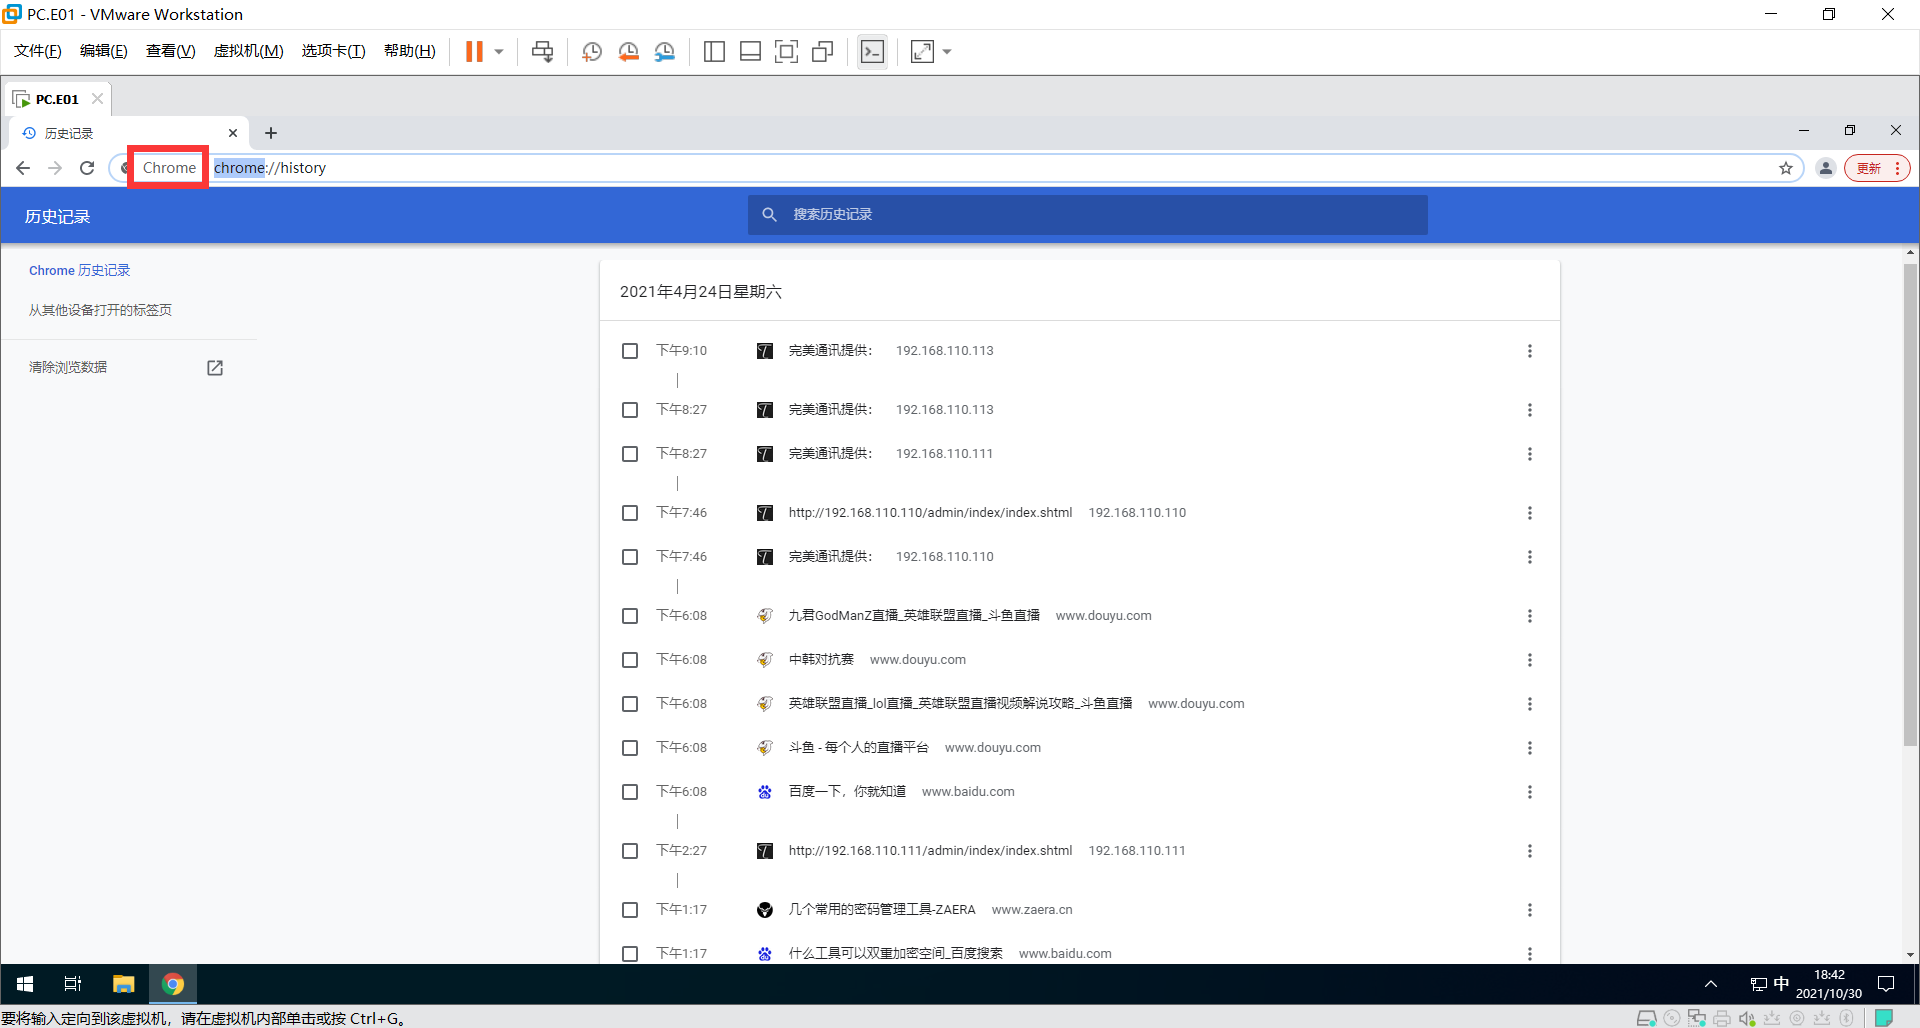 PC.E01 - VMware Workstation
文件(F) 编辑(E) 查看(V) 虚拟机(M) 选项卡(T) 帮助(H)
PC.E01
历史记录
Chrome chrome://history 更新
历史记录 搜索历史记录
Chrome 历史记录
从其他设备打开的标签页
清除浏览数据
2021年4月24日星期六
下午9:10 完美通讯提供: 192.168.110.113
下午8:27 完美通讯提供: 192.168.110.113
下午8:27 完美通讯提供: 192.168.110.111
下午7:46 http://192.168.110.110/admin/index/index.shtml 192.168.110.110
下午7:46 完美通讯提供: 192.168.110.110
下午6:08 九君GodManZ直播_英雄联盟直播_斗鱼直播 www.douyu.com
下午6:08 中韩对抗赛 www.douyu.com
下午6:08 英雄联盟直播_lol直播_英雄联盟直播视频解说攻略_斗鱼直播 www.douyu.com
下午6:08 斗鱼 - 每个人的直播平台 www.douyu.com
下午6:08 百度一下，你就知道 www.baidu.com
下午2:27 http://192.168.110.111/admin/index/index.shtml 192.168.110.111
下午1:17 几个常用的密码管理工具-ZAERA www.zaera.cn
下午1:17 什么工具可以双重加密空间_百度搜索 www.baidu.com
中 18:42
2021/10/30
要将输入定向到该虚拟机，请在虚拟机内部单击或按 Ctrl+G。